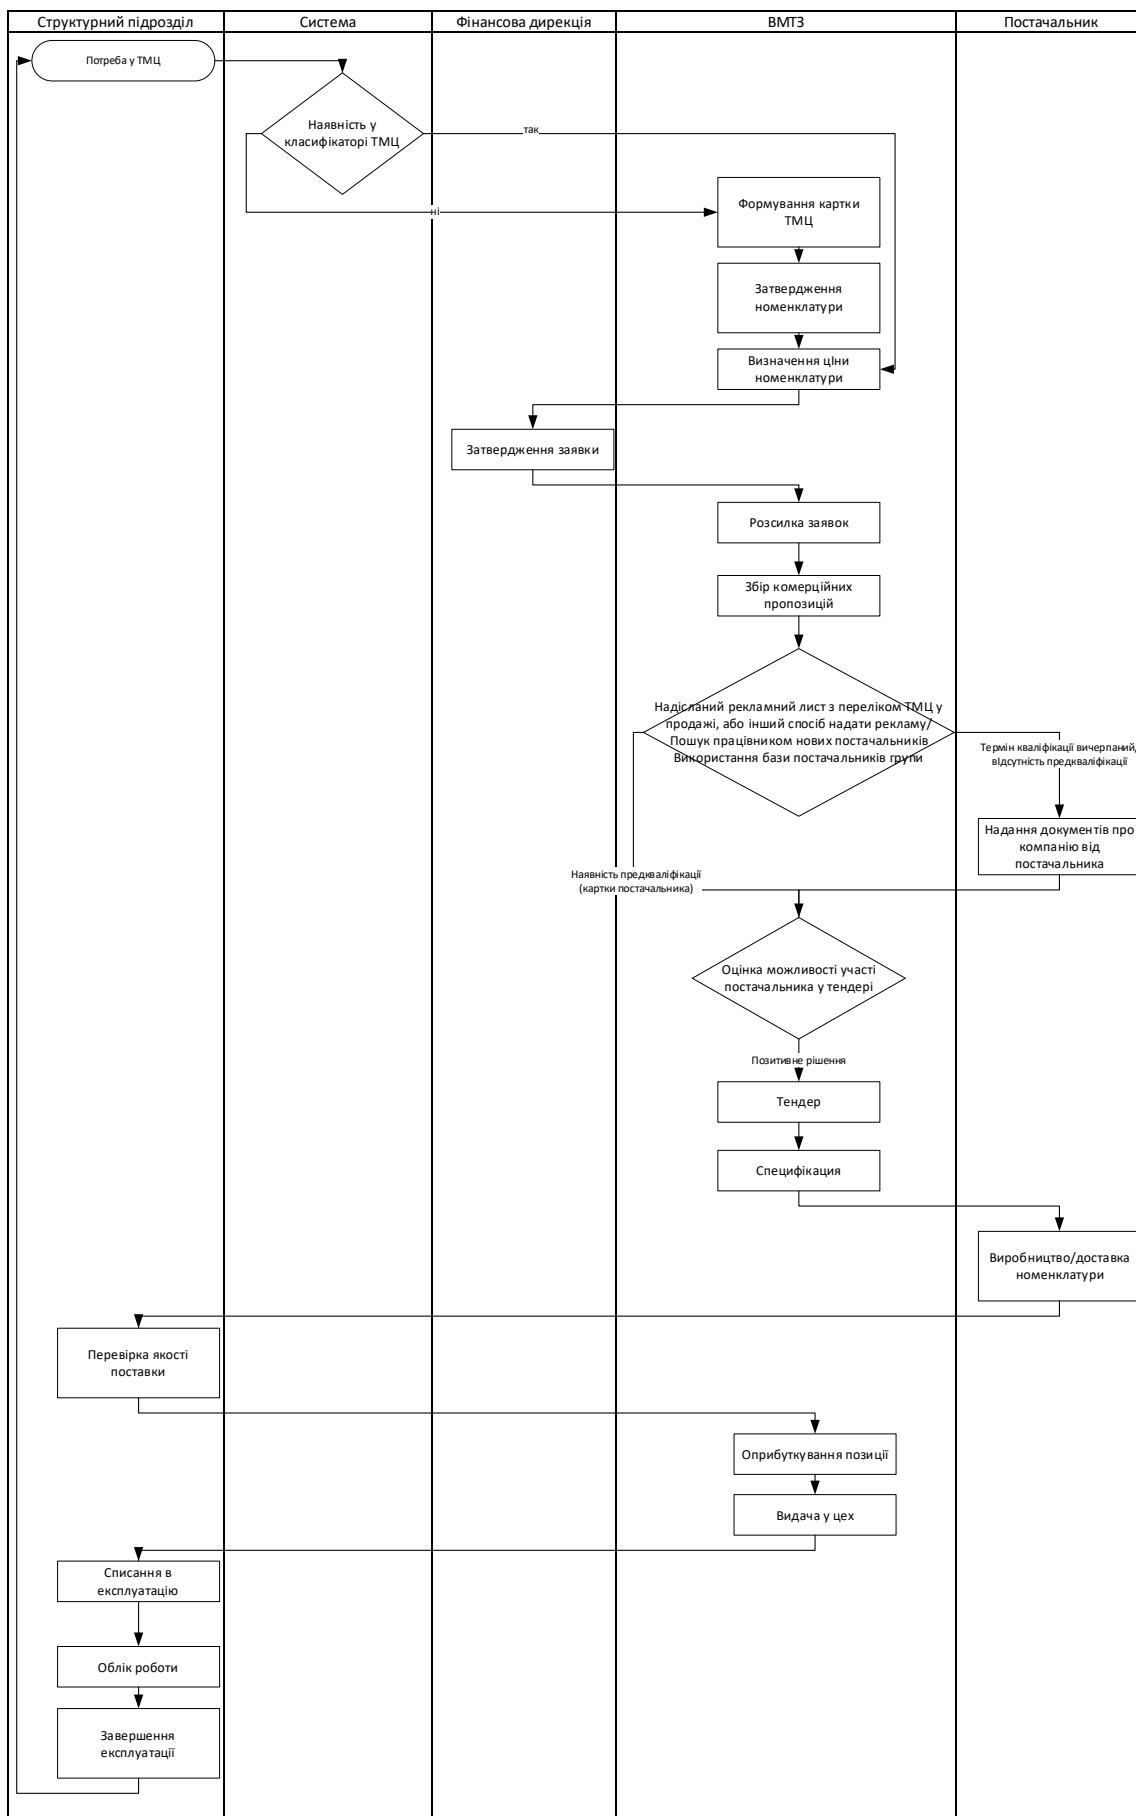 Структурний підрозділ
Система
Фінансова дирекція
ВМТЗ
Постачальник
Потреба у ТМЦ
Наявність у
класифікаторі ТМЦ
так
ні
Формування картки
ТМЦ
Затвердження
номенклатури
Визначення ціни
номенклатури
Затвердження заявки
Розсилка заявок
Збір комерційних
пропозицій
Надісланий рекламний лист з переліком ТМЦ у
продажі, або інший спосіб надати рекламу/
Пошук працівником нових постачальників
Використання бази постачальників групи
Термін кваліфікації вичерпаний/
відсутність предкваліфікації
Надання документів про
компанію від
постачальника
Наявність предкваліфікації
(картки постачальника)
Оцінка можливості участі
постачальника у тендері
Позитивне рішення
Тендер
Специфікация
Виробництво/доставка
номенклатури
Перевірка якості
поставки
Оприбуткування позиції
Видача у цех
Списання в
експлуатацію
Облік роботи
Завершення
експлуатації